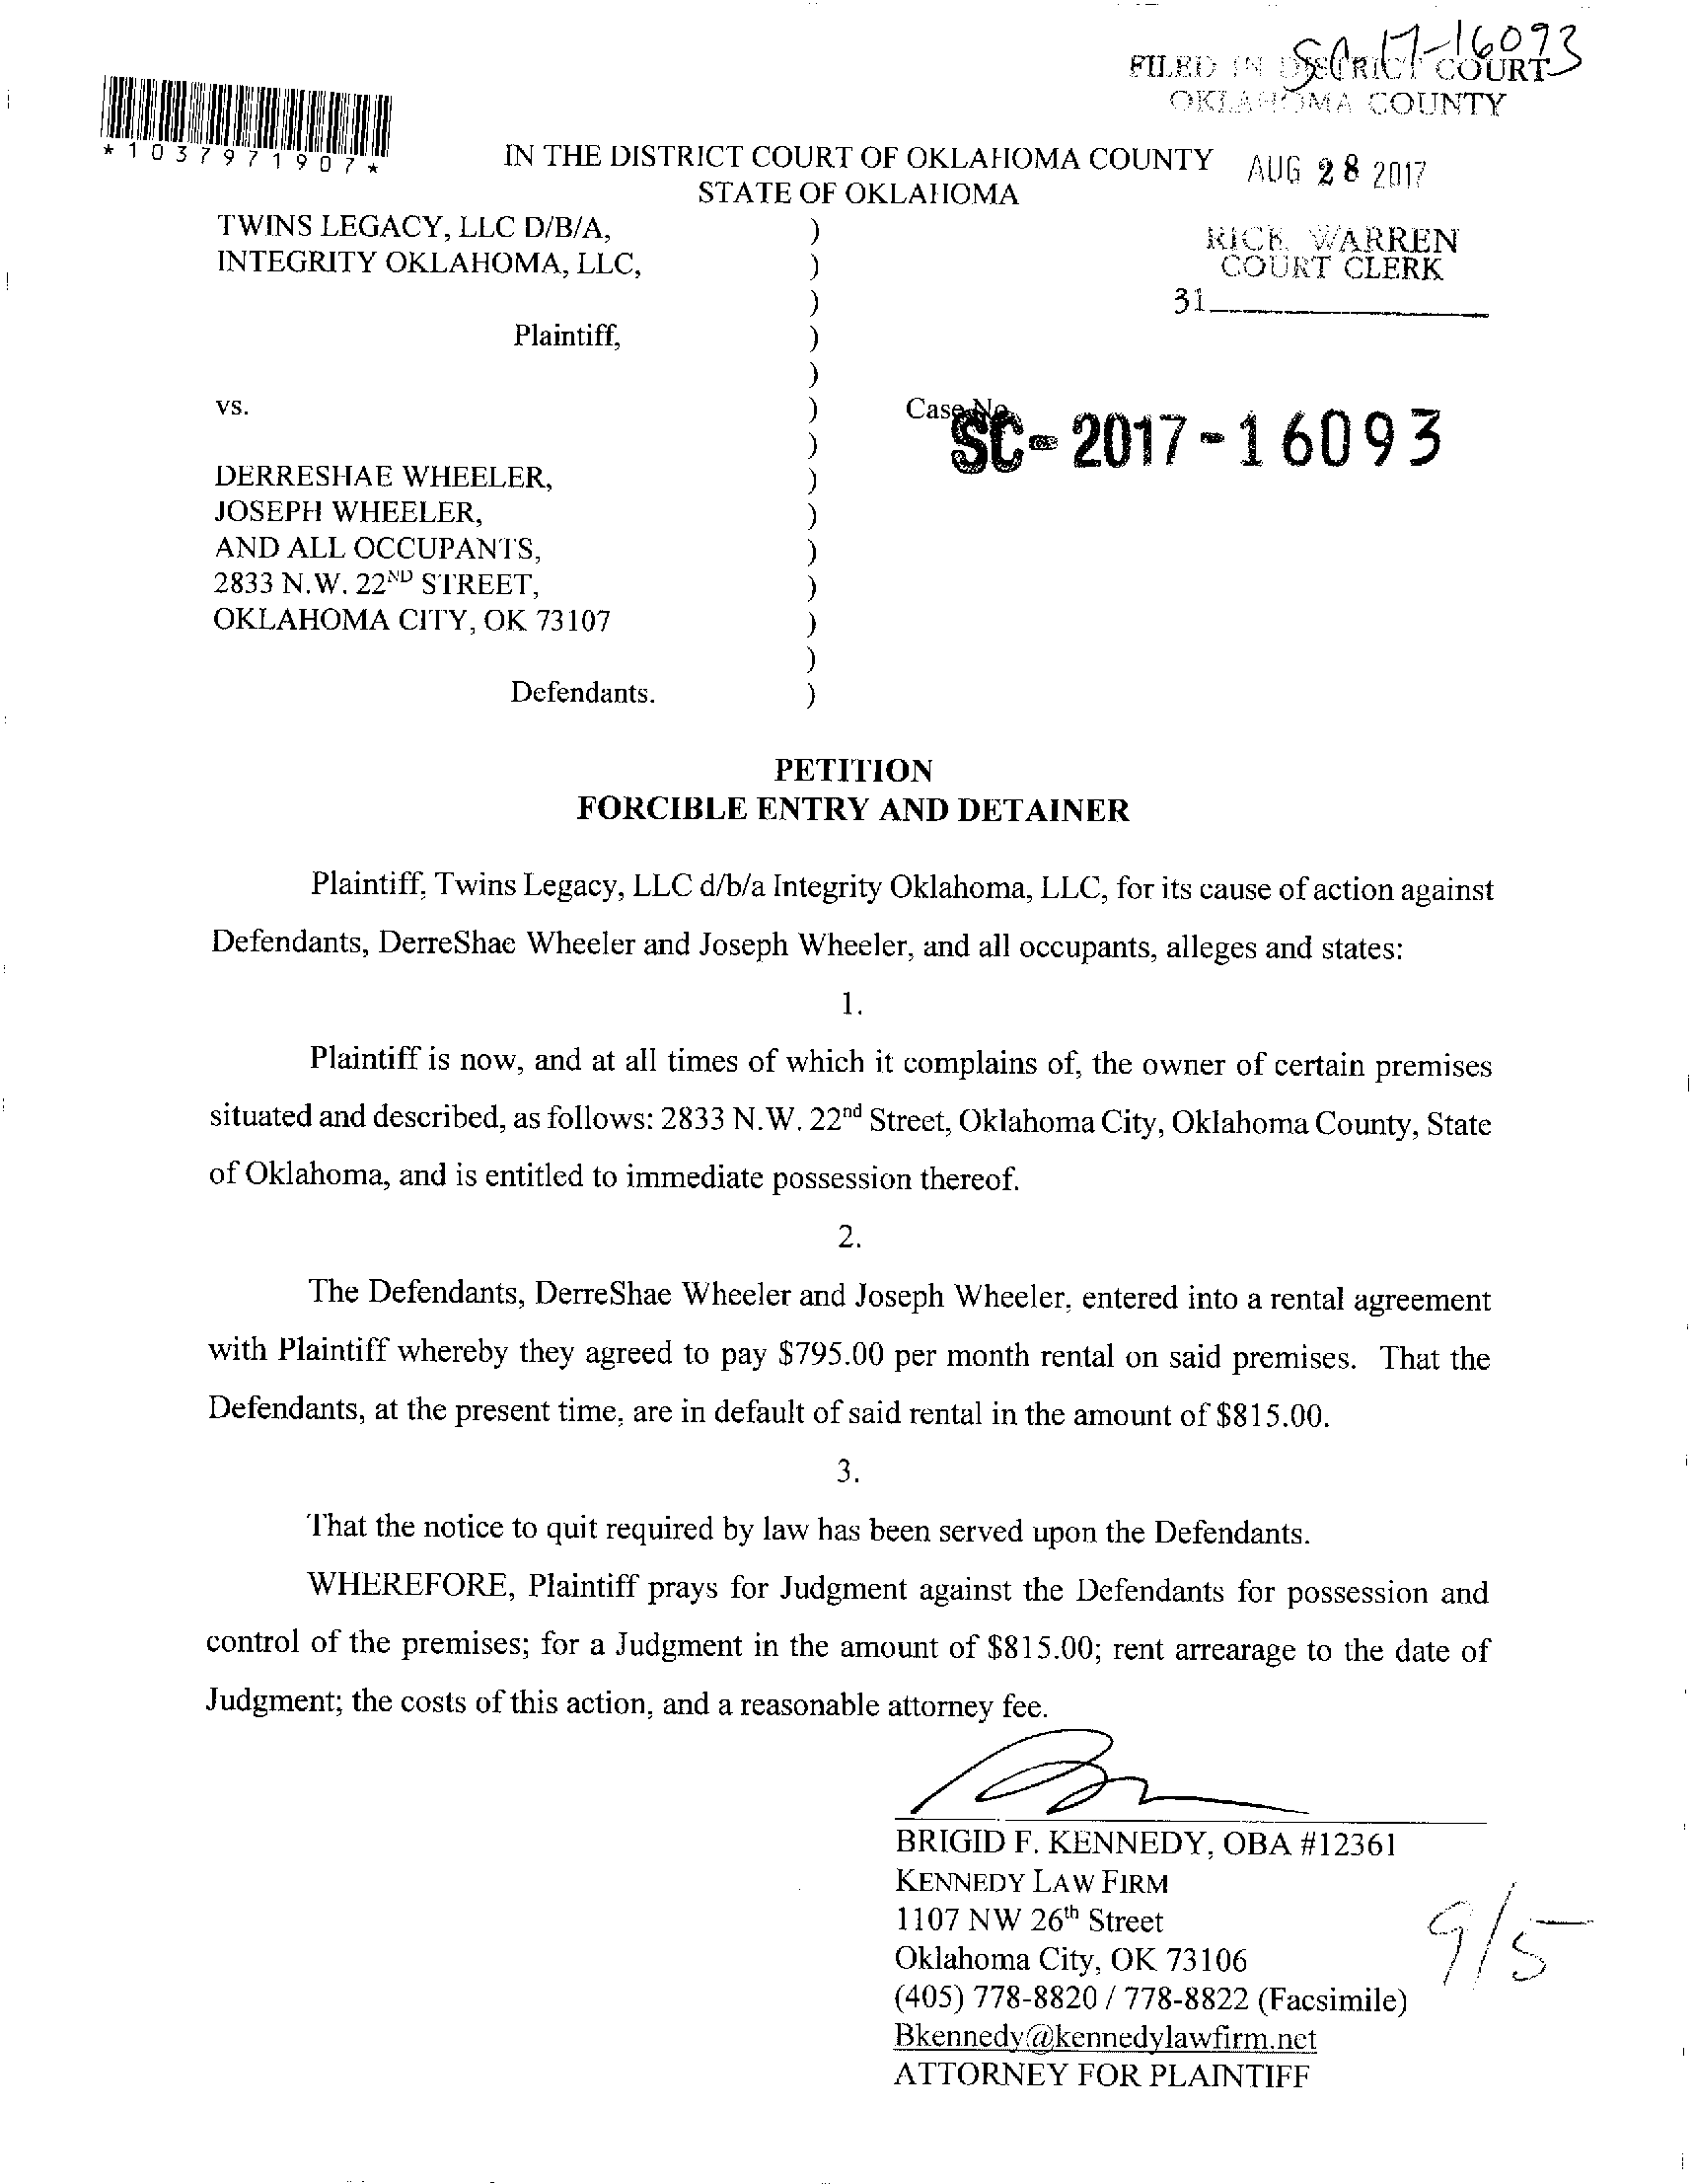 SC-17-16093
FILED IN DISTRICT COURT
OKLAHOMA COUNTY
*1037971907*
IN THE DISTRICT COURT OF OKLAHOMA COUNTY
STATE OF OKLAHOMA
AUG 28 2017
TWINS LEGACY, LLC D/B/A, )
INTEGRITY OKLAHOMA, LLC, )
RICK WARREN
COURT CLERK
)
31
Plaintiff, )
)
vs. ) Case No.
SC-2017-16093
)
DERRESHAE WHEELER, )
JOSEPH WHEELER, )
AND ALL OCCUPANTS, )
2833 N.W. 22ND STREET, )
OKLAHOMA CITY, OK 73107 )
)
Defendants. )
PETITION
FORCIBLE ENTRY AND DETAINER
Plaintiff, Twins Legacy, LLC d/b/a Integrity Oklahoma, LLC, for its cause of action against
Defendants, DerreShae Wheeler and Joseph Wheeler, and all occupants, alleges and states:
1.
Plaintiff is now, and at all times of which it complains of, the owner of certain premises
situated and described, as follows: 2833 N.W. 22nd Street, Oklahoma City, Oklahoma County, State
of Oklahoma, and is entitled to immediate possession thereof.
2.
The Defendants, DerreShae Wheeler and Joseph Wheeler, entered into a rental agreement
with Plaintiff whereby they agreed to pay $795.00 per month rental on said premises. That the
Defendants, at the present time, are in default of said rental in the amount of $815.00.
3.
That the notice to quit required by law has been served upon the Defendants.
WHEREFORE, Plaintiff prays for Judgment against the Defendants for possession and
control of the premises; for a Judgment in the amount of $815.00; rent arrearage to the date of
Judgment; the costs of this action, and a reasonable attorney fee.
BRIGID F. KENNEDY, OBA #12361
KENNEDY LAW FIRM
1107 NW 26th Street
Oklahoma City, OK 73106
(405) 778-8820 / 778-8822 (Facsimile)
Bkennedy@kennedylawfirm.net
ATTORNEY FOR PLAINTIFF
9/5